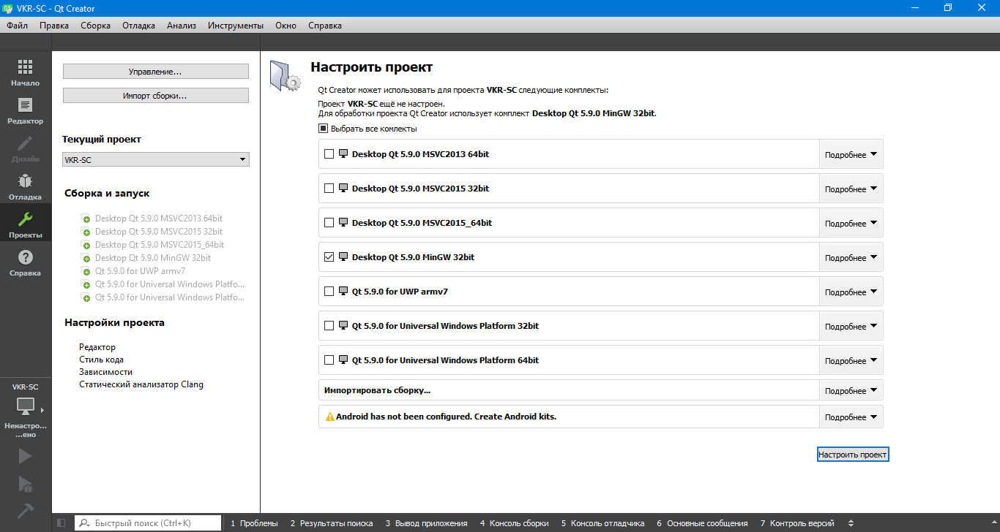 VKR-SC - Qt Creator
Файл Правка Сборка Отладка Анализ Инструменты Окно Справка
Начало
Редактор
Дизайн
Отладка
Проекты
Справка
VKR-SC
Ненастро...
...ено
Управление...
Импорт сборки...
Текущий проект
VKR-SC
Сборка и запуск
Desktop Qt 5.9.0 MSVC2013 64bit
Desktop Qt 5.9.0 MSVC2015 32bit
Desktop Qt 5.9.0 MSVC2015_64bit
Desktop Qt 5.9.0 MinGW 32bit
Qt 5.9.0 for UWP armv7
Qt 5.9.0 for Universal Windows Platfo...
Qt 5.9.0 for Universal Windows Platfo...
Настройки проекта
Редактор
Стиль кода
Зависимости
Статический анализатор Clang
Настроить проект
Qt Creator может использовать для проекта VKR-SC следующие комплекты:
Проект VKR-SC ещё не настроен.
Для обработки проекта Qt Creator использует комплект Desktop Qt 5.9.0 MinGW 32bit.
Выбрать все комлекты
Desktop Qt 5.9.0 MSVC2013 64bit Подробнее
Desktop Qt 5.9.0 MSVC2015 32bit Подробнее
Desktop Qt 5.9.0 MSVC2015_64bit Подробнее
Desktop Qt 5.9.0 MinGW 32bit Подробнее
Qt 5.9.0 for UWP armv7 Подробнее
Qt 5.9.0 for Universal Windows Platform 32bit Подробнее
Qt 5.9.0 for Universal Windows Platform 64bit Подробнее
Импортировать сборку... Подробнее
Android has not been configured. Create Android kits. Подробнее
Настроить проект
Быстрый поиск (Ctrl+K) 1 Проблемы 2 Результаты поиска 3 Вывод приложения 4 Консоль сборки 5 Консоль отладчика 6 Основные сообщения 7 Контроль версий